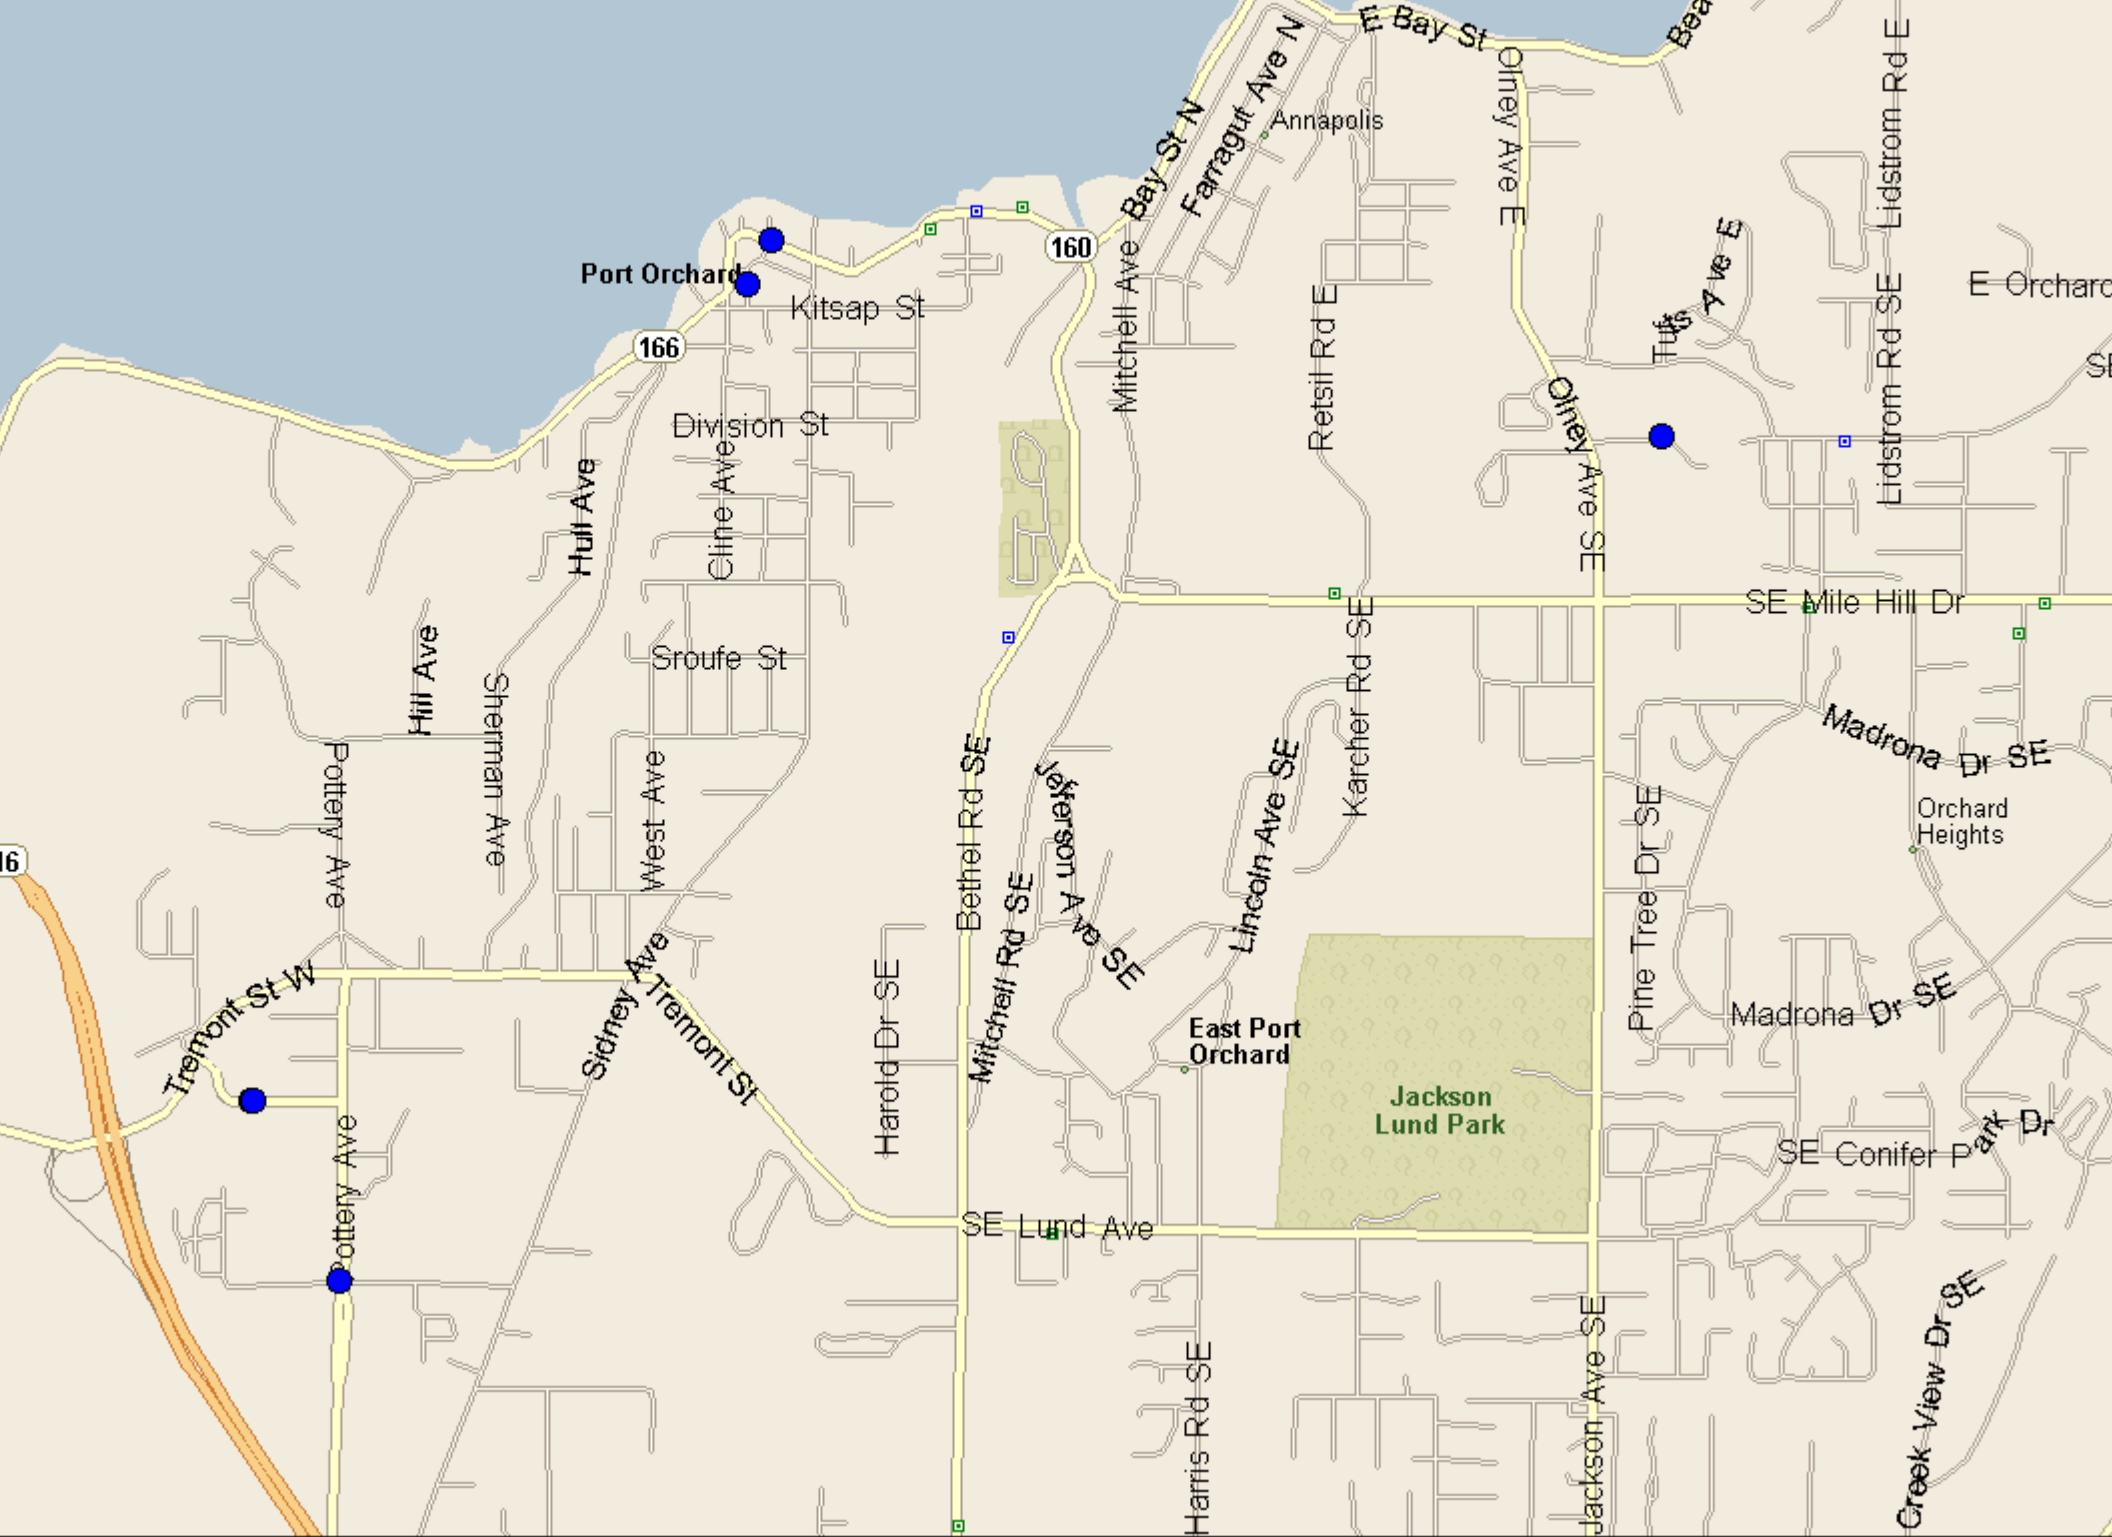 E Bay St
Bea
Olney Ave E
Lidstrom Rd E
Farragut Ave N
Annapolis
Bay St N
160
Port Orchard
Kitsap St
166
Mitchell Ave
Retsil Rd E
Tufts Ave E
Lidstrom Rd SE
E Orchard
SE
Division St
Hull Ave
Cline Ave
Olney Ave SE
SE Mile Hill Dr
Hill Ave
Sroufe St
Sherman Ave
Pottery Ave
West Ave
Bethel Rd SE
Jefferson Ave SE
Lincoln Ave SE
Karcher Rd SE
Madrona Dr SE
Pine Tree Dr SE
Orchard
Heights
16
Tremont St W
Sidney Ave
Tremont St
Harold Dr SE
Mitchell Rd SE
East Port
Orchard
Madrona Dr SE
Jackson
Lund Park
Pottery Ave
SE Conifer Park Dr
SE Lund Ave
Harris Rd SE
Jackson Ave SE
Creek View Dr SE